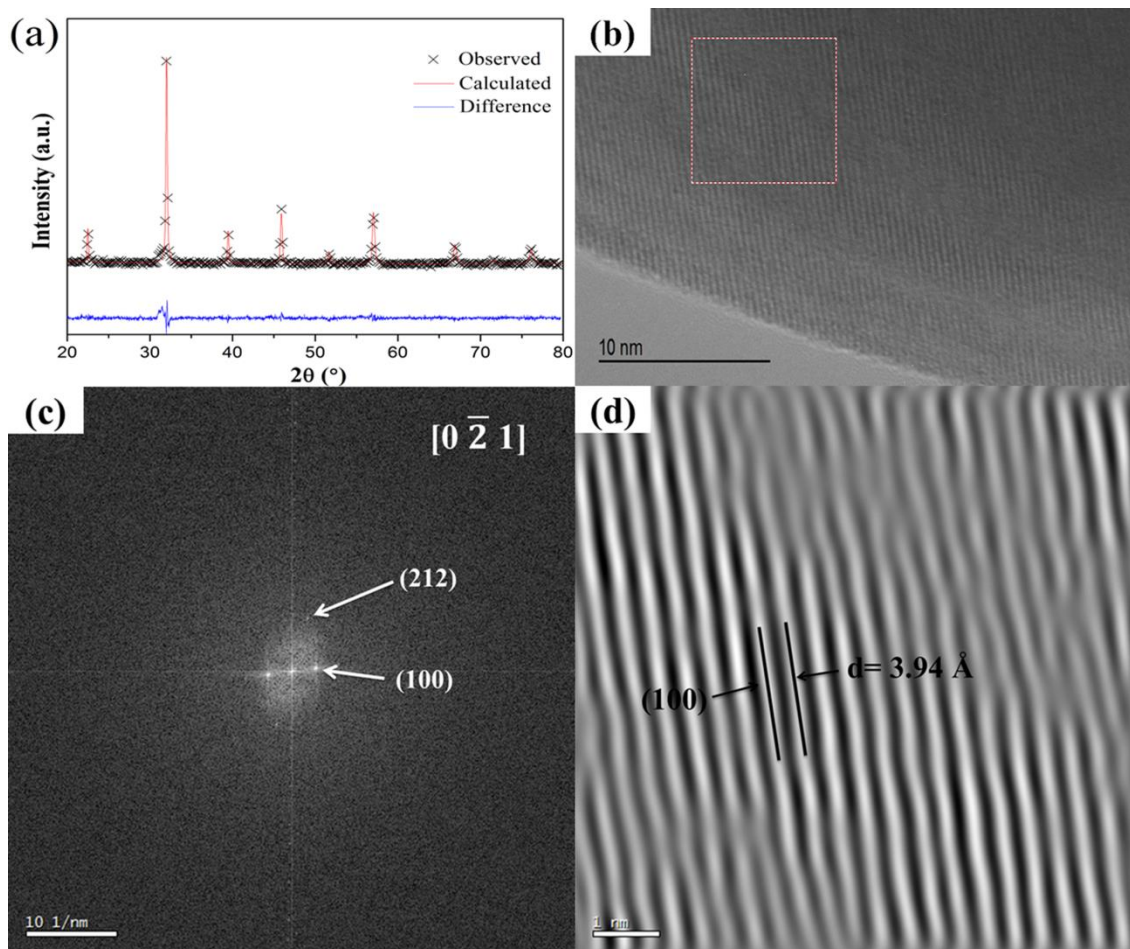 (a)
Observed
Calculated
Difference
Intensity (a.u.)
20 30 40 50 60 70 80
2θ (°)
(b)
10 nm
(c)
[0 2̅ 1]
(212)
(100)
10 1/nm
(d)
(100)
d= 3.94 Å
1 nm